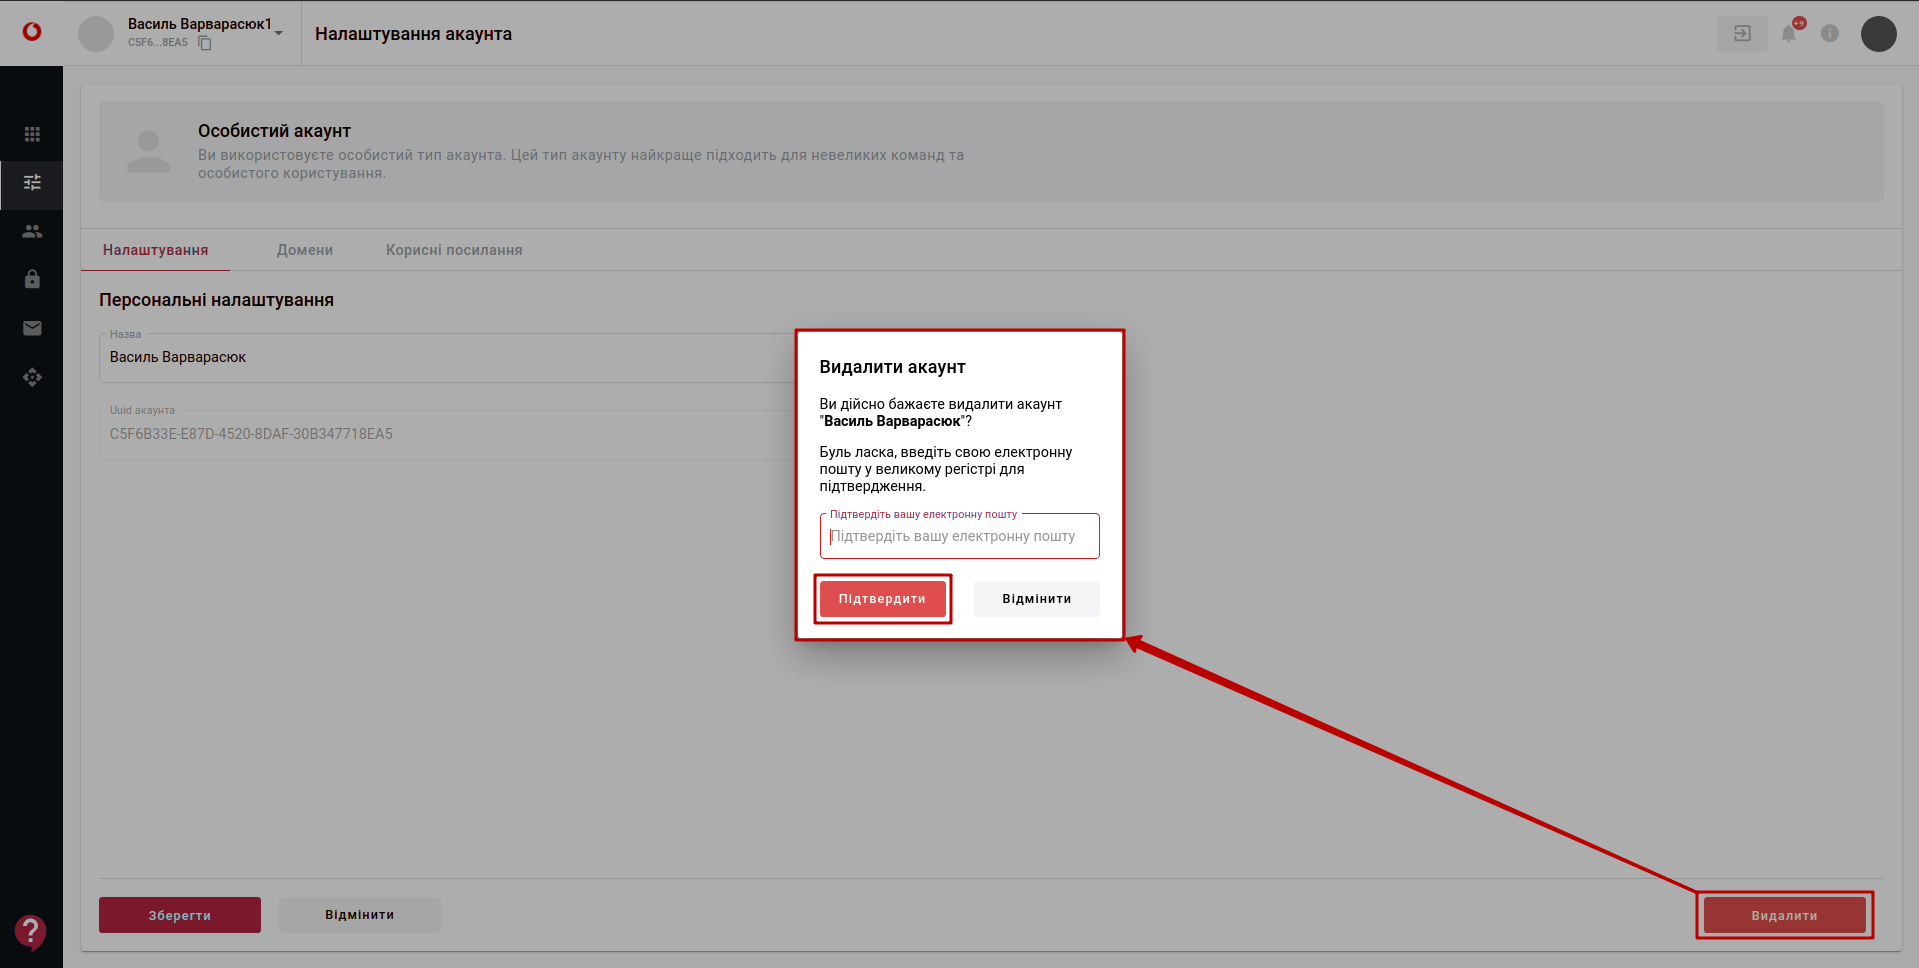 Василь Варварасюк1
C5F6...8EA5
Налаштування акаунта
+9
Особистий акаунт
Ви використовуєте особистий тип акаунта. Цей тип акаунту найкраще підходить для невеликих команд та
особистого користування.
Налаштування
Домени
Корисні посилання
Персональні налаштування
Назва
Василь Варварасюк
Uuid акаунта
C5F6B33E-E87D-4520-8DAF-30B347718EA5
Видалити акаунт
Ви дійсно бажаєте видалити акаунт
"Василь Варварасюк"?
Буль ласка, введіть свою електронну
пошту у великому регістрі для
підтвердження.
Підтвердіть вашу електронну пошту
Підтвердіть вашу електронну пошту
Підтвердити
Відмінити
Зберегти
Відмінити
Видалити